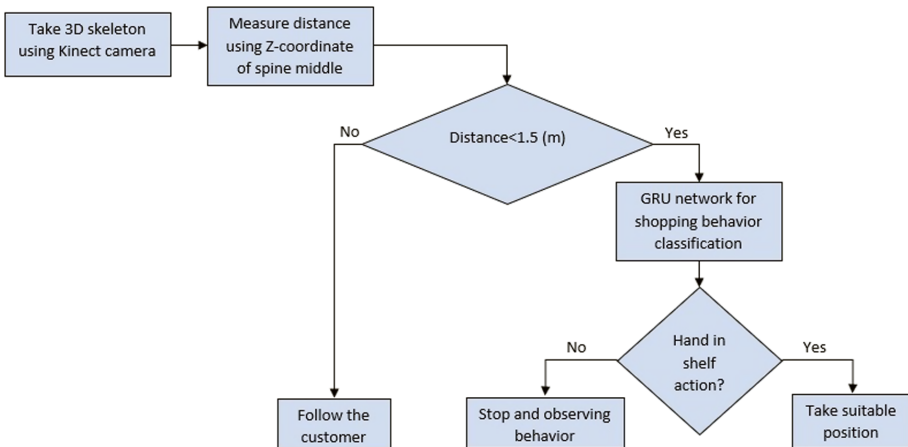 Take 3D skeleton
using Kinect camera
Measure distance
using Z-coordinate
of spine middle
Distance<1.5 (m)
No
Yes
GRU network for
shopping behavior
classification
Hand in
shelf
action?
No
Yes
Follow the
customer
Stop and observing
behavior
Take suitable
position